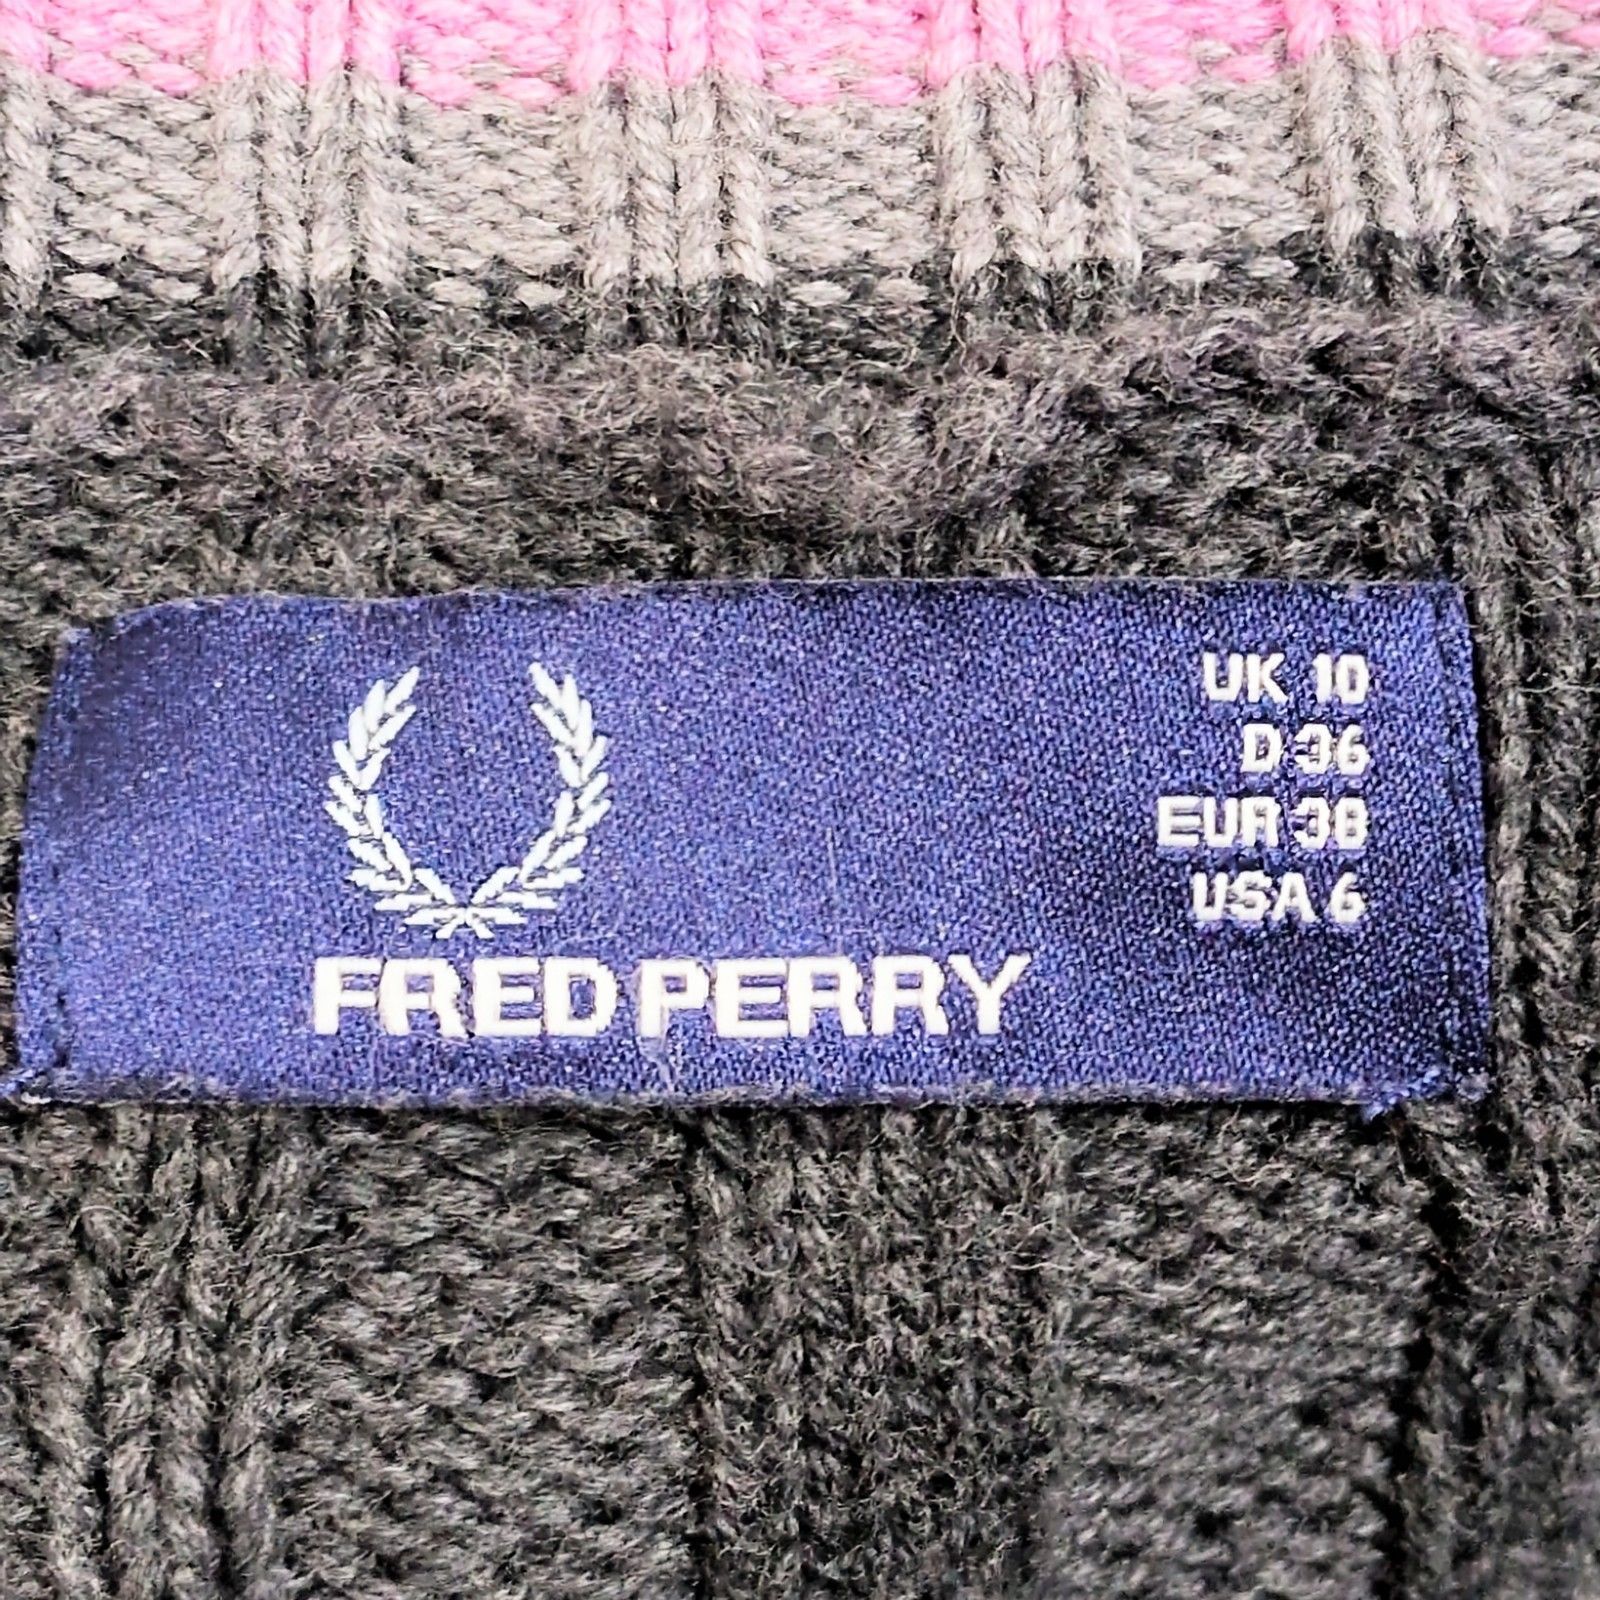 UK 10
D 36
EUR 38
USA 6
FRED PERRY